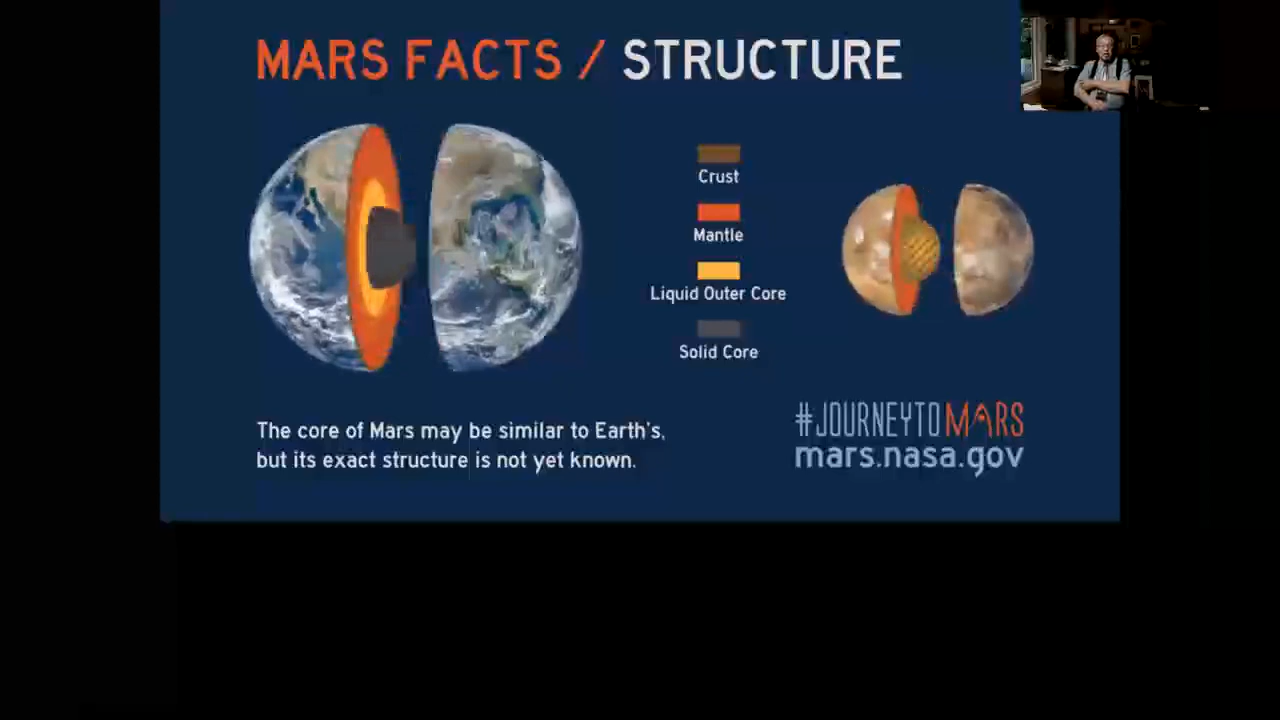 MARS FACTS / STRUCTURE
Crust
Mantle
Liquid Outer Core
Solid Core
The core of Mars may be similar to Earth's,
but its exact structure is not yet known.
#JOURNEYTOMARS
mars.nasa.gov